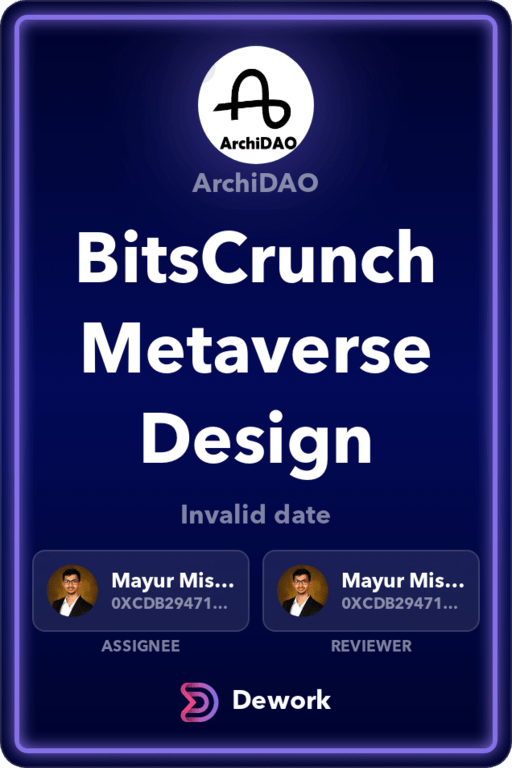 ArchiDAO
ArchiDAO
BitsCrunch
Metaverse
Design
Invalid date
Mayur Mis...
0XCDB29471...
Mayur Mis...
0XCDB29471...
ASSIGNEE
REVIEWER
Dework